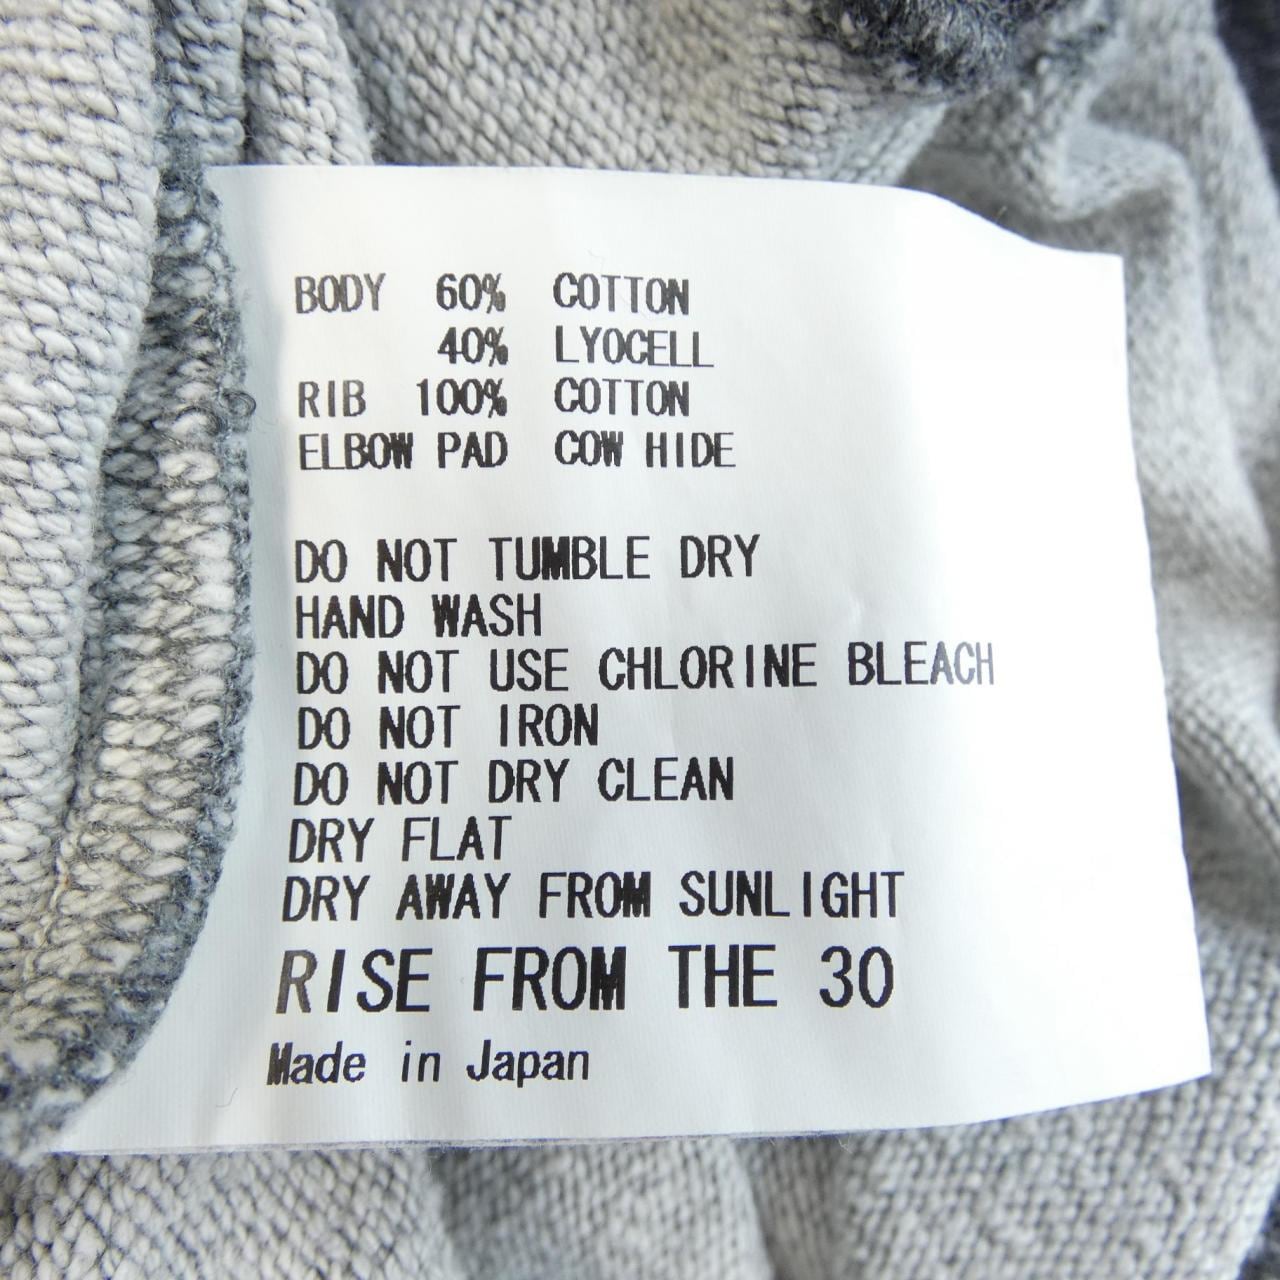 BODY 60% COTTON
40% LYOCELL
RIB 100% COTTON
ELBOW PAD COW HIDE
DO NOT TUMBLE DRY
HAND WASH
DO NOT USE CHLORINE BLEACH
DO NOT IRON
DO NOT DRY CLEAN
DRY FLAT
DRY AWAY FROM SUNLIGHT
RISE FROM THE 30
Made in Japan